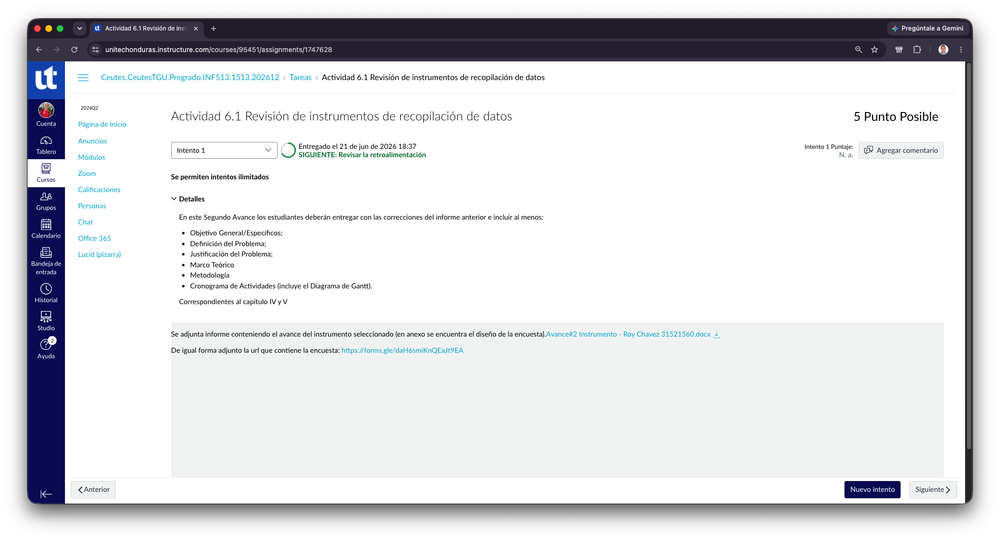 Actividad 6.1 Revisión de inst
Pregúntale a Gemini
unitechonduras.instructure.com/courses/95451/assignments/1747628
ut
Ceutec.CeutecTGU.Pregrado.INF513.1513.202612 › Tareas › Actividad 6.1 Revisión de instrumentos de recopilación de datos
Cuenta
Tablero
Cursos
Grupos
Calendario
Bandeja de
entrada
Historial
Studio
2
Ayuda
2026Q2
Página de Inicio
Anuncios
Módulos
Zoom
Calificaciones
Personas
Chat
Office 365
Lucid (pizarra)
Actividad 6.1 Revisión de instrumentos de recopilación de datos
5 Punto Posible
Intento 1
Entregado el 21 de jun de 2026 18:37
SIGUIENTE: Revisar la retroalimentación
Intento 1 Puntaje:
N. a.
Agregar comentario
Se permiten intentos ilimitados
Detalles
En este Segundo Avance los estudiantes deberán entregar con las correcciones del informe anterior e incluir al menos:
• Objetivo General/Específicos;
• Definición del Problema;
• Justificación del Problema;
• Marco Teórico
• Metodología
• Cronograma de Actividades (incluye el Diagrama de Gantt).
Correspondientes al capítulo IV y V
Se adjunta informe conteniendo el avance del instrumento seleccionado (en anexo se encuentra el diseño de la encuesta).Avance#2 Instrumento - Roy Chavez 31521560.docx
De igual forma adjunto la url que contiene la encuesta: https://forms.gle/daH6smiKnQEaJt9EA
Anterior
Nuevo intento
Siguiente